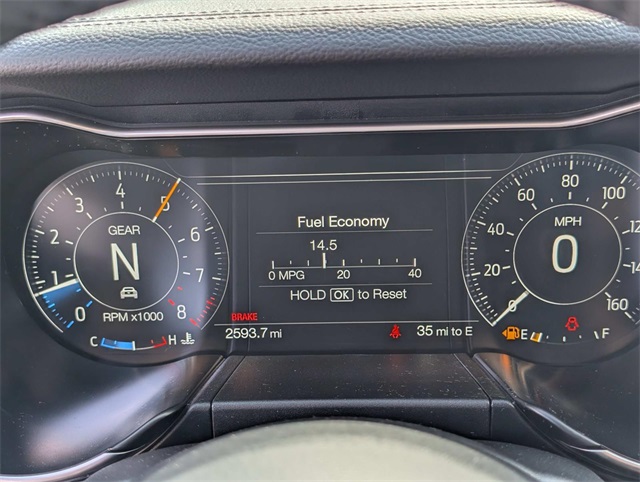 Fuel Economy
14.5
0 MPG 20 40
HOLD OK to Reset
BRAKE
2593.7 mi
35 mi to E
GEAR
N
RPM x1000
0 1 2 3 4 5 6 7 8
C H
MPH
0
0 20 40 60 80 100 160
E F